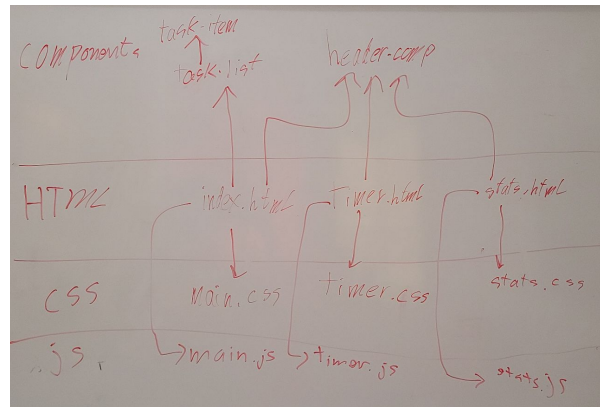 task-item
Components
header-comp
task-list
HTML
index.html
Timer.html
stats.html
css
main.css
timer.css
stats.css
.js
main.js
timer.js
stats.js